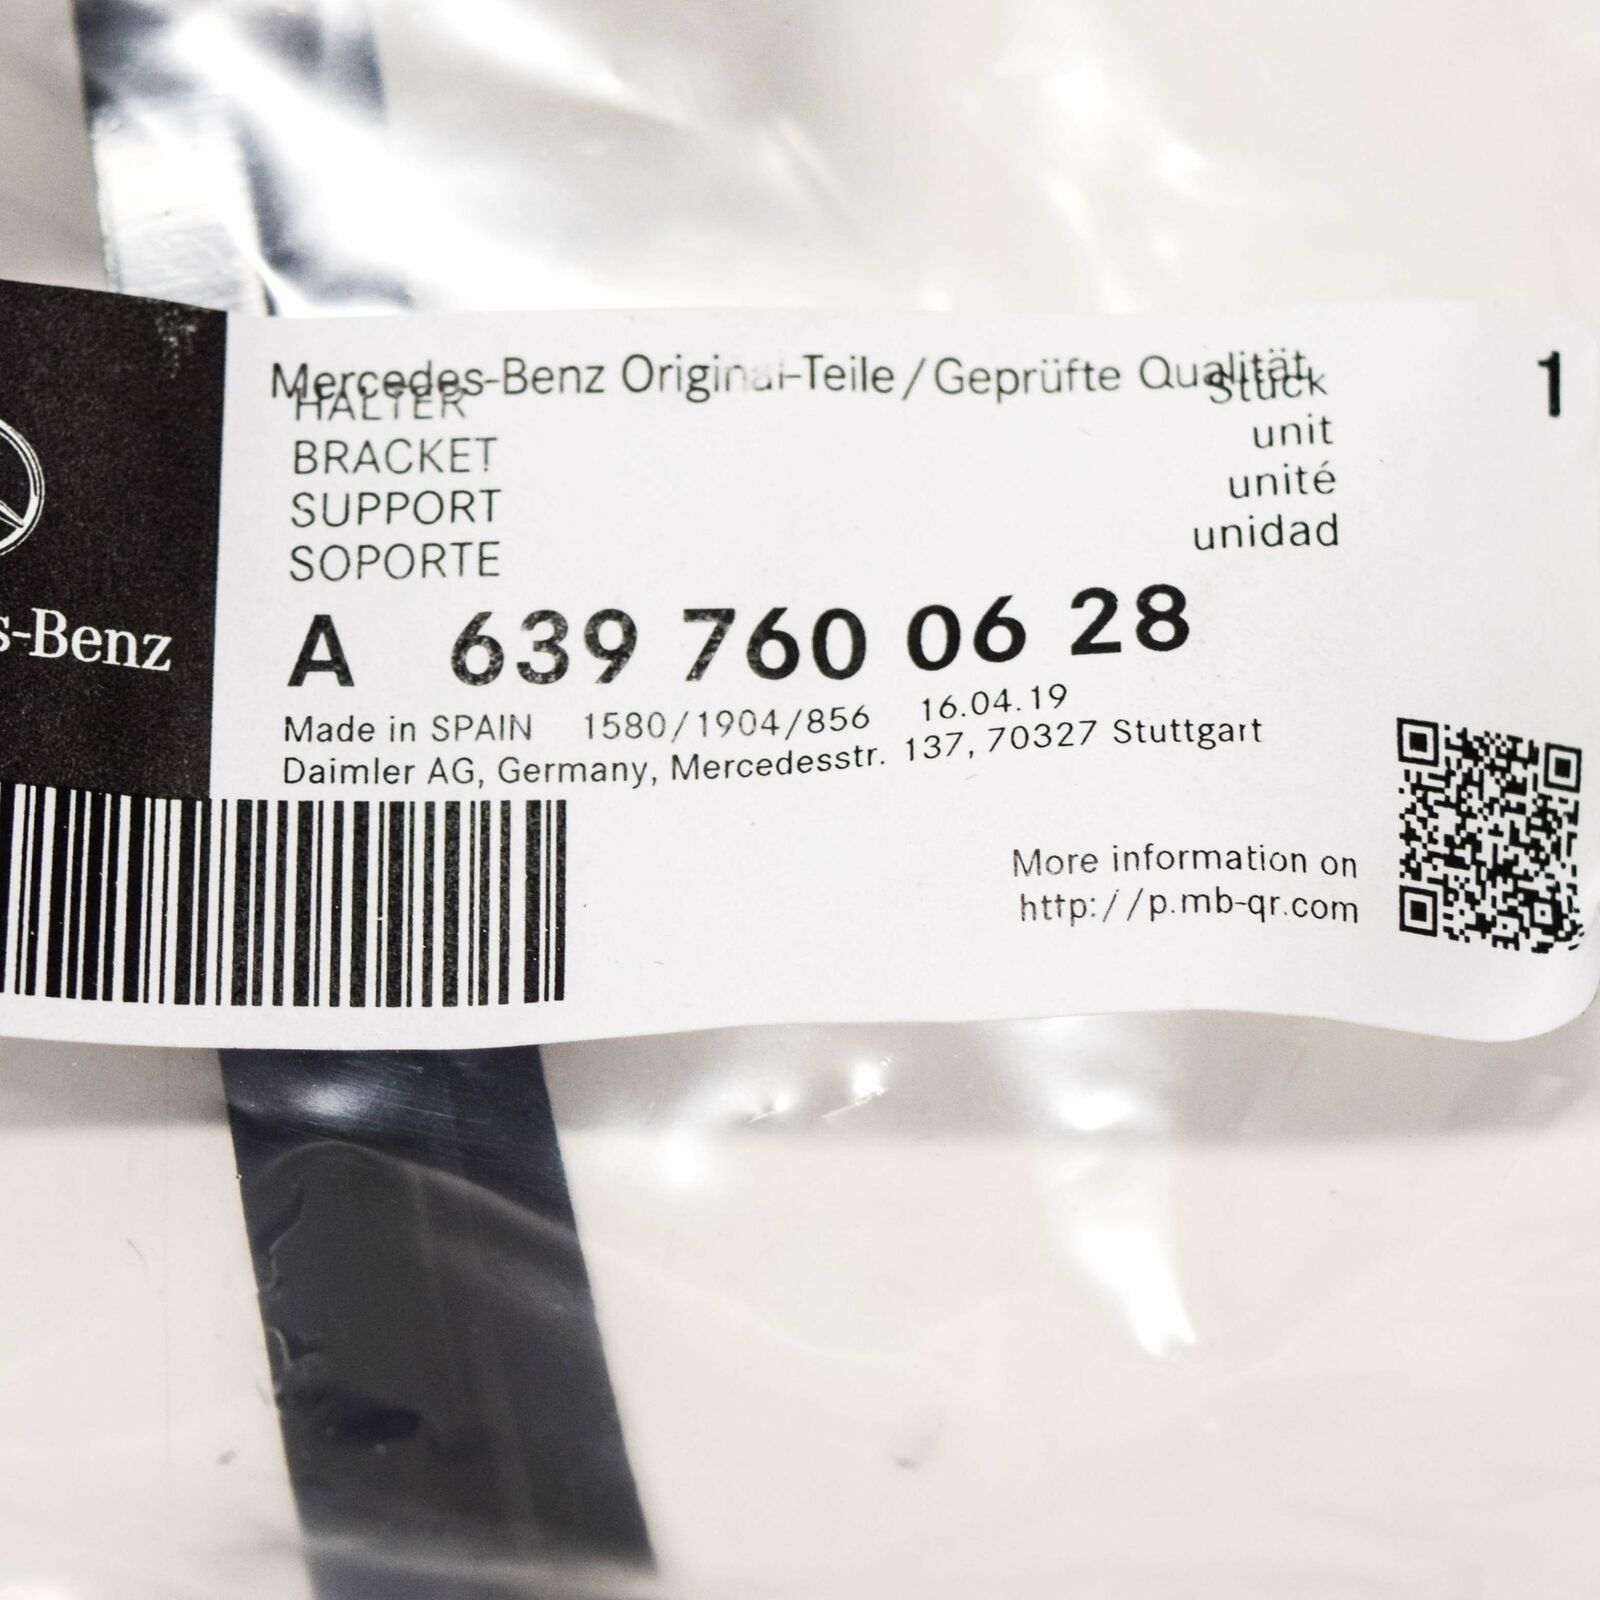 Mercedes-Benz Original-Teile/Geprüfte Qualität
HALTER Stück 1
BRACKET unit
SUPPORT unité
SOPORTE unidad
s-Benz
A 639 760 06 28
Made in SPAIN 1580/1904/856 16.04.19
Daimler AG, Germany, Mercedesstr. 137, 70327 Stuttgart
More information on
http://p.mb-qr.com